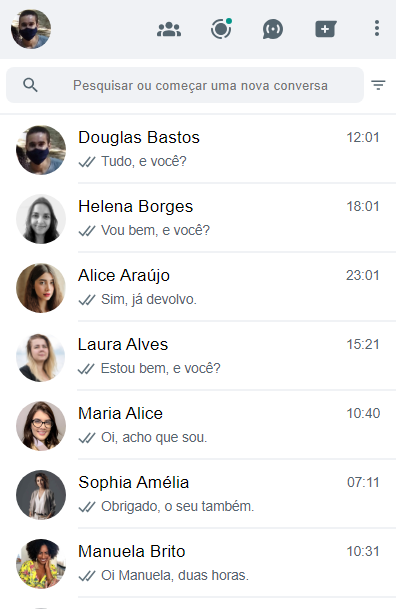 Pesquisar ou começar uma nova conversa
Douglas Bastos 12:01
Tudo, e você?
Helena Borges 18:01
Vou bem, e você?
Alice Araújo 23:01
Sim, já devolvo.
Laura Alves 15:21
Estou bem, e você?
Maria Alice 10:40
Oi, acho que sou.
Sophia Amélia 07:11
Obrigado, o seu também.
Manuela Brito 10:31
Oi Manuela, duas horas.